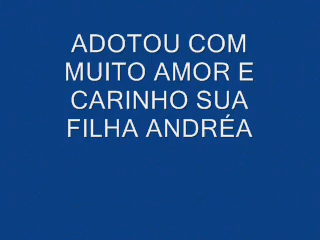 ADOTOU COM
MUITO AMOR E
CARINHO SUA
FILHA ANDRÉA